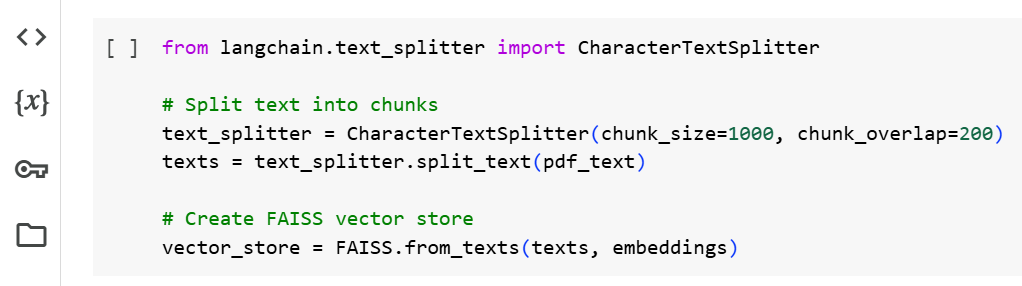 <>
{x}
[ ] from langchain.text_splitter import CharacterTextSplitter
# Split text into chunks
text_splitter = CharacterTextSplitter(chunk_size=1000, chunk_overlap=200)
texts = text_splitter.split_text(pdf_text)
# Create FAISS vector store
vector_store = FAISS.from_texts(texts, embeddings)